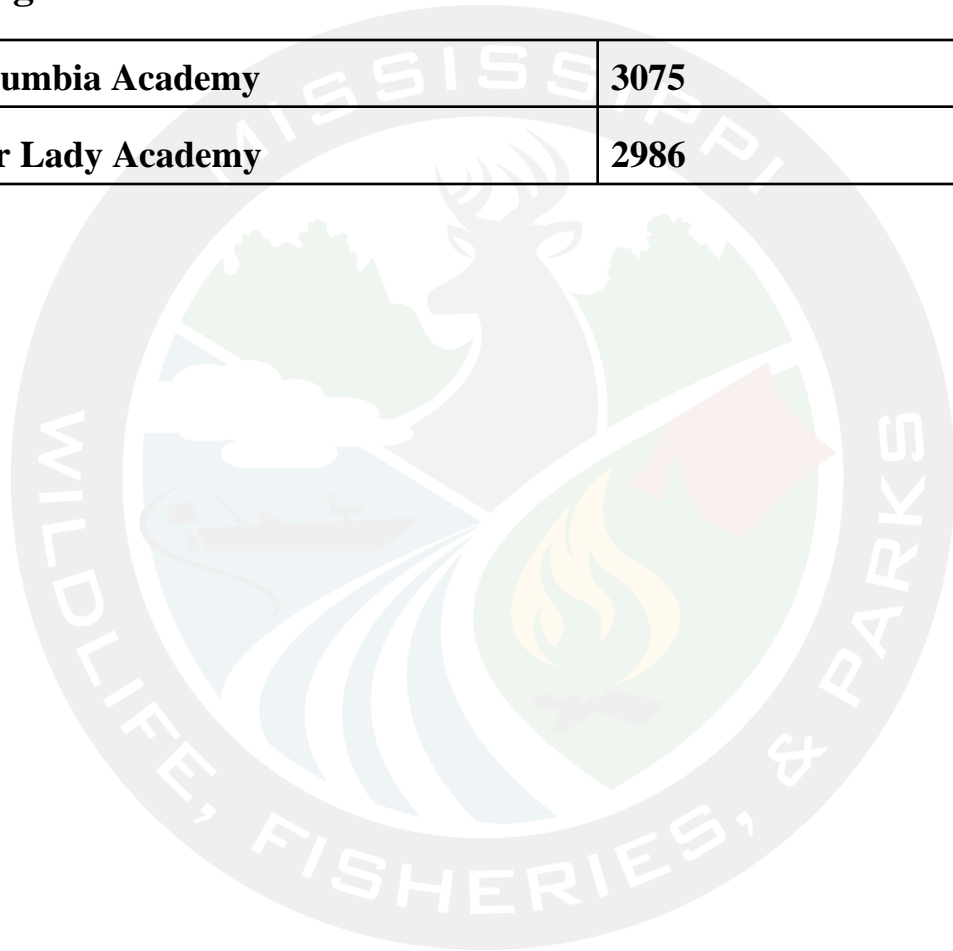 g
umbia Academy 3075
r Lady Academy 2986
MISSISSIPPI
WILDLIFE, FISHERIES, & PARKS